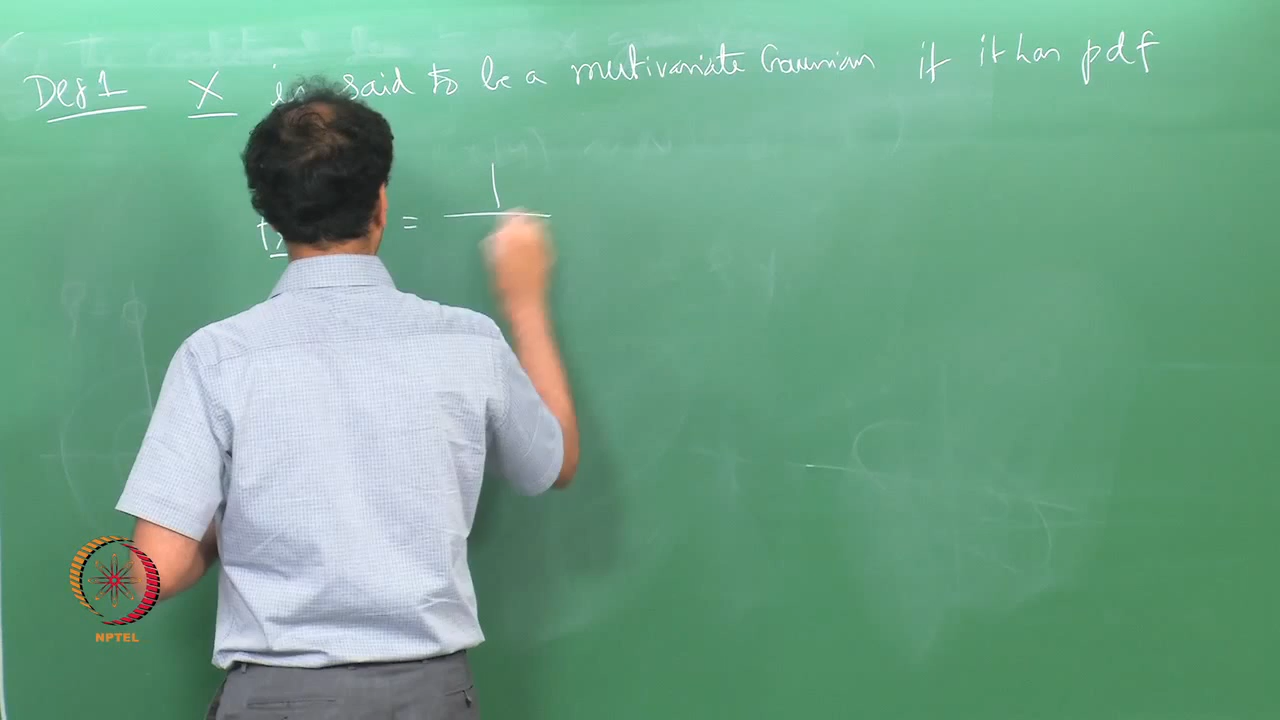 Def 1 X is said to be a multivariate Gaussian if it has pdf
f = 1
NPTEL